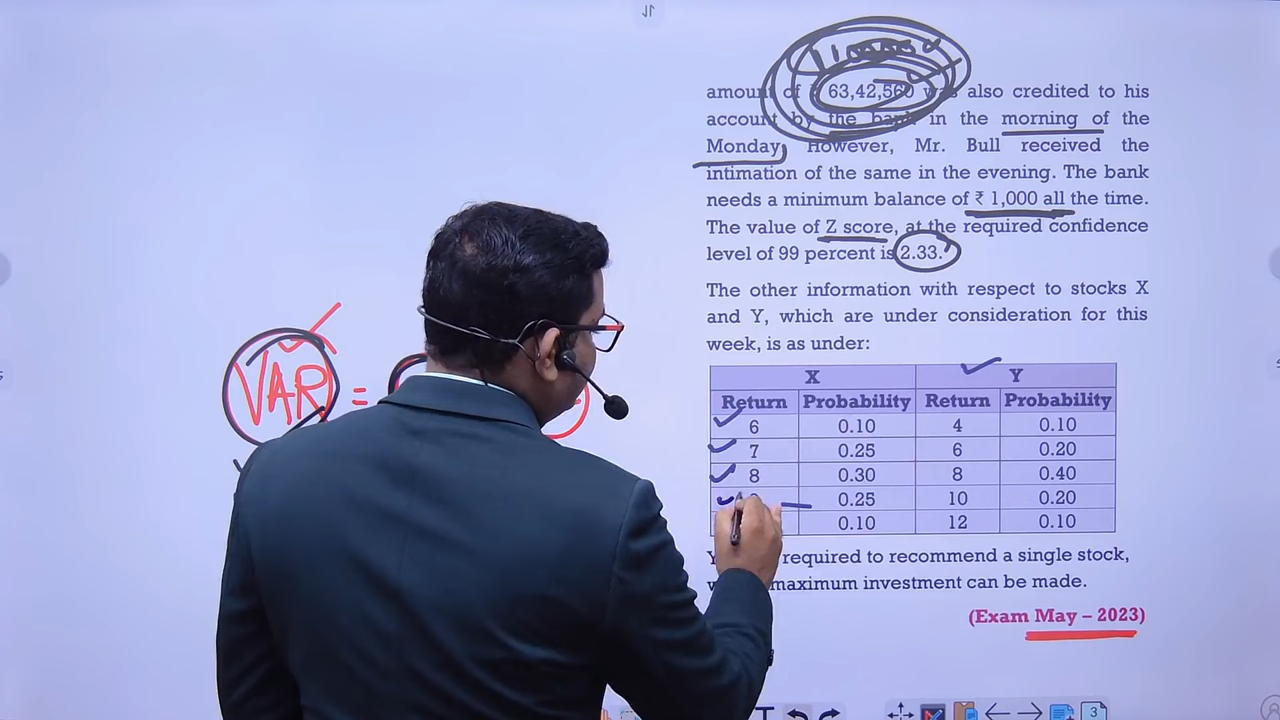 amount of ₹ 63,42,560 was also credited to his
account by the bank in the morning of the
Monday. However, Mr. Bull received the
intimation of the same in the evening. The bank
needs a minimum balance of ₹ 1,000 all the time.
The value of Z score, at the required confidence
level of 99 percent is 2.33.
The other information with respect to stocks X
and Y, which are under consideration for this
week, is as under:
X Y
Return Probability Return Probability
6 0.10 4 0.10
7 0.25 6 0.20
8 0.30 8 0.40
0.25 10 0.20
0.10 12 0.10
required to recommend a single stock,
maximum investment can be made.
(Exam May – 2023)
VAR =
3